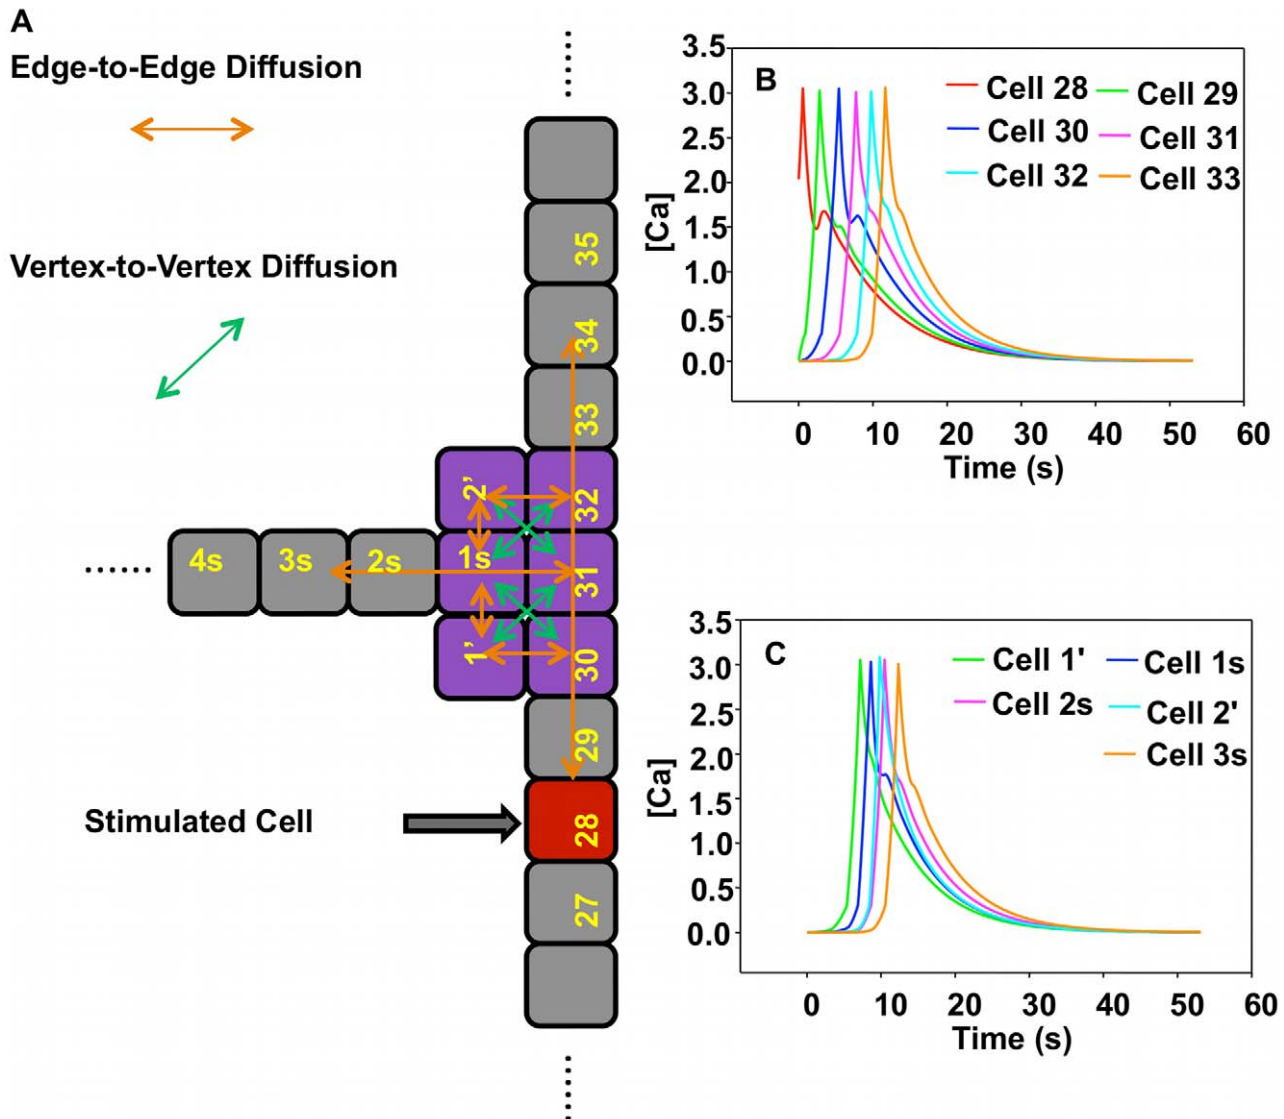 A
Edge-to-Edge Diffusion
Vertex-to-Vertex Diffusion
35
34
33
2' 32
4s 3s 2s 1s 31
1' 30
29
Stimulated Cell
28
27
B
Cell 28 Cell 29
Cell 30 Cell 31
Cell 32 Cell 33
[Ca]
3.5
3.0
2.5
2.0
1.5
1.0
0.5
0.0
0 10 20 30 40 50 60
Time (s)
C
Cell 1' Cell 1s
Cell 2s Cell 2'
Cell 3s
[Ca]
3.5
3.0
2.5
2.0
1.5
1.0
0.5
0.0
0 10 20 30 40 50 60
Time (s)